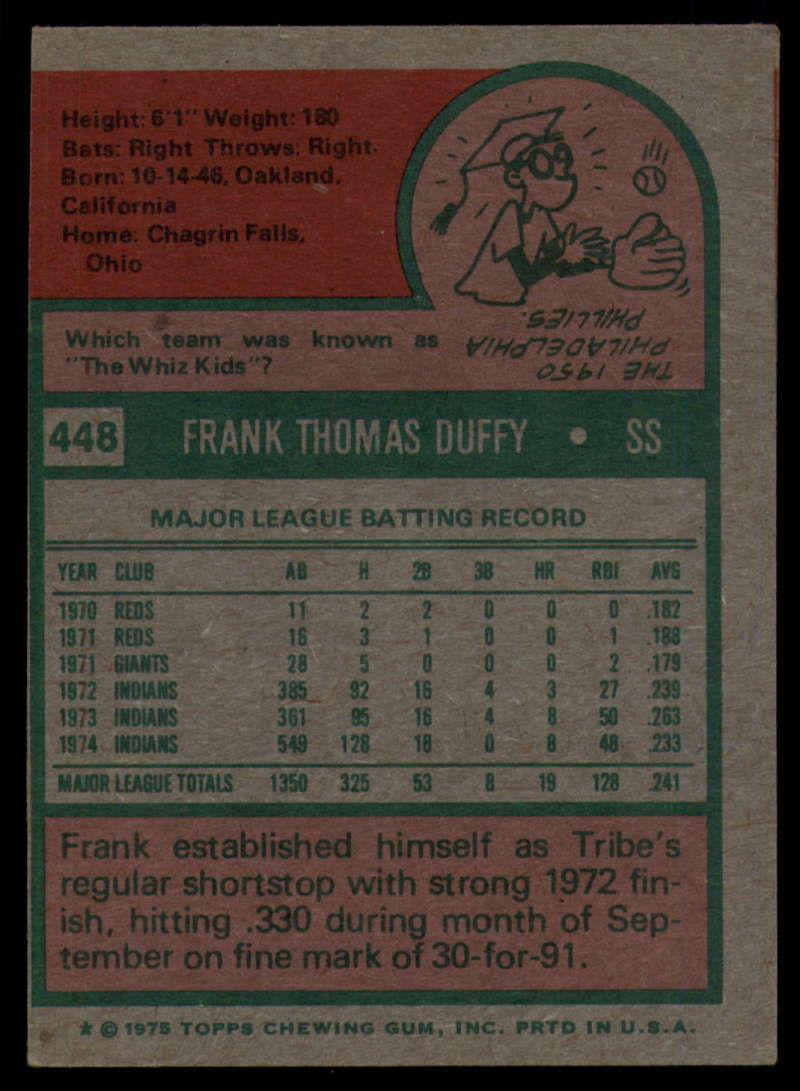 Height: 6'1" Weight: 180
Bats: Right Throws: Right
Born: 10-14-46, Oakland,
California
Home: Chagrin Falls,
Ohio
Which team was known as
"The Whiz Kids"?
THE 1950
PHILADELPHIA
PHILLIES.
448 FRANK THOMAS DUFFY • SS
MAJOR LEAGUE BATTING RECORD
YEAR CLUB AB H 2B 3B HR RBI AVG
1970 REDS 11 2 2 0 0 0 .182
1971 REDS 16 3 1 0 0 1 .188
1971 GIANTS 28 5 0 0 0 2 .179
1972 INDIANS 385 92 16 4 3 27 .239
1973 INDIANS 361 95 16 4 8 50 .263
1974 INDIANS 549 128 18 0 8 48 .233
MAJOR LEAGUE TOTALS 1350 325 53 8 19 128 .241
Frank established himself as Tribe's
regular shortstop with strong 1972 fin-
ish, hitting .330 during month of Sep-
tember on fine mark of 30-for-91.
* © 1975 TOPPS CHEWING GUM, INC. PRTD IN U.S.A.